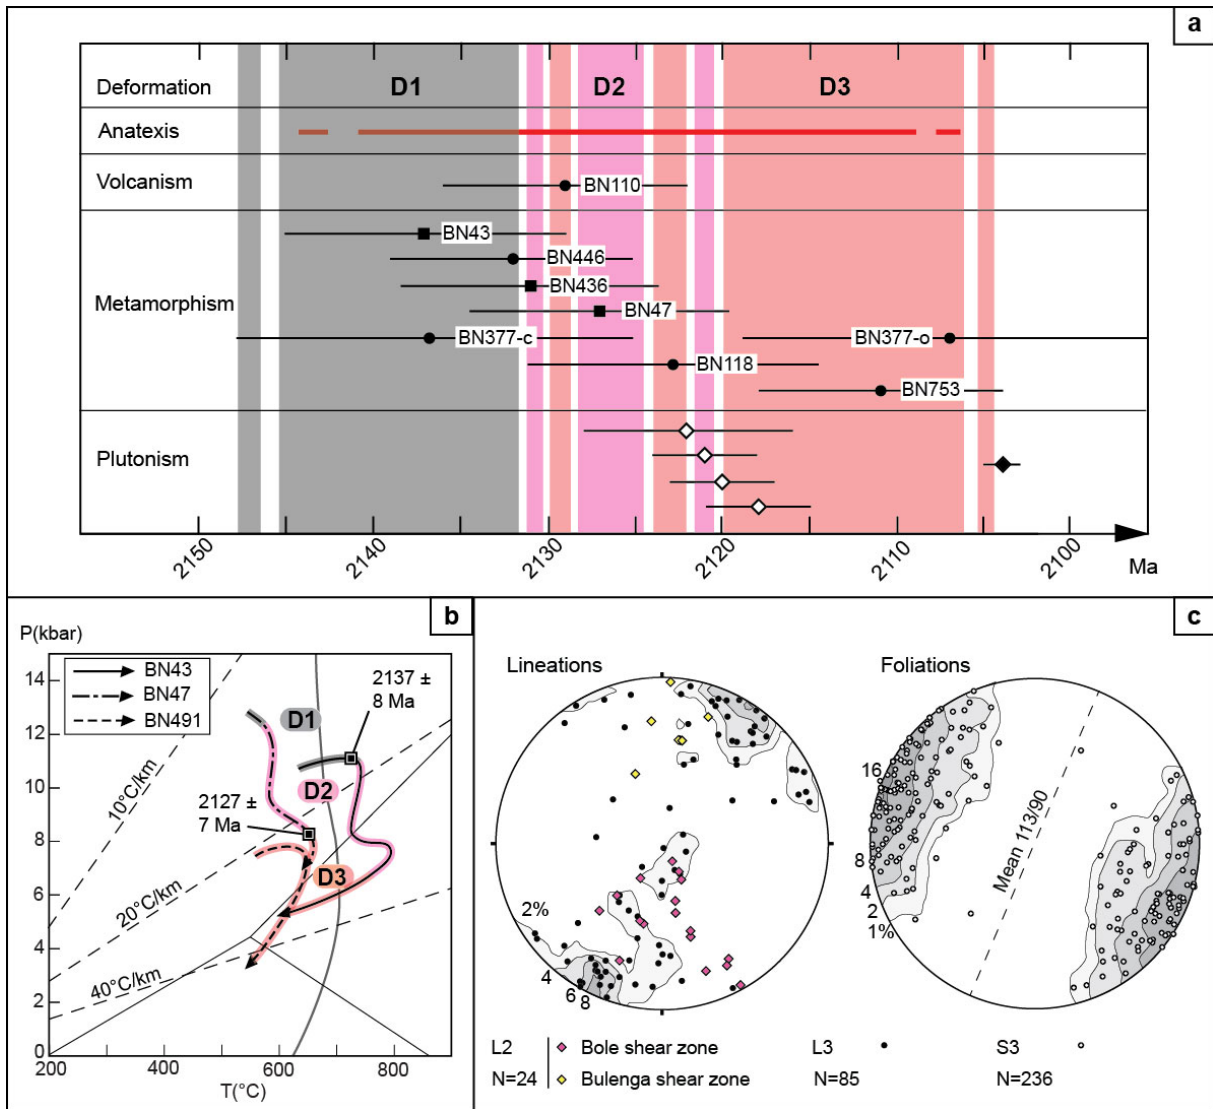 a
Deformation
D1
D2
D3
Anatexis
Volcanism
BN110
Metamorphism
BN43
BN446
BN436
BN47
BN377-c
BN377-o
BN118
BN753
Plutonism
2150
2140
2130
2120
2110
2100
Ma
b
P(kbar)
14
12
10
8
6
4
2
0
BN43
BN47
BN491
2137 ±
8 Ma
D1
D2
2127 ±
7 Ma
D3
10°C/km
20°C/km
40°C/km
200
400
600
800
T(°C)
c
Lineations
2%
4
6
8
Foliations
16
8
4
2
1%
Mean 113/90
L2
Bole shear zone
L3
S3
N=24
Bulenga shear zone
N=85
N=236